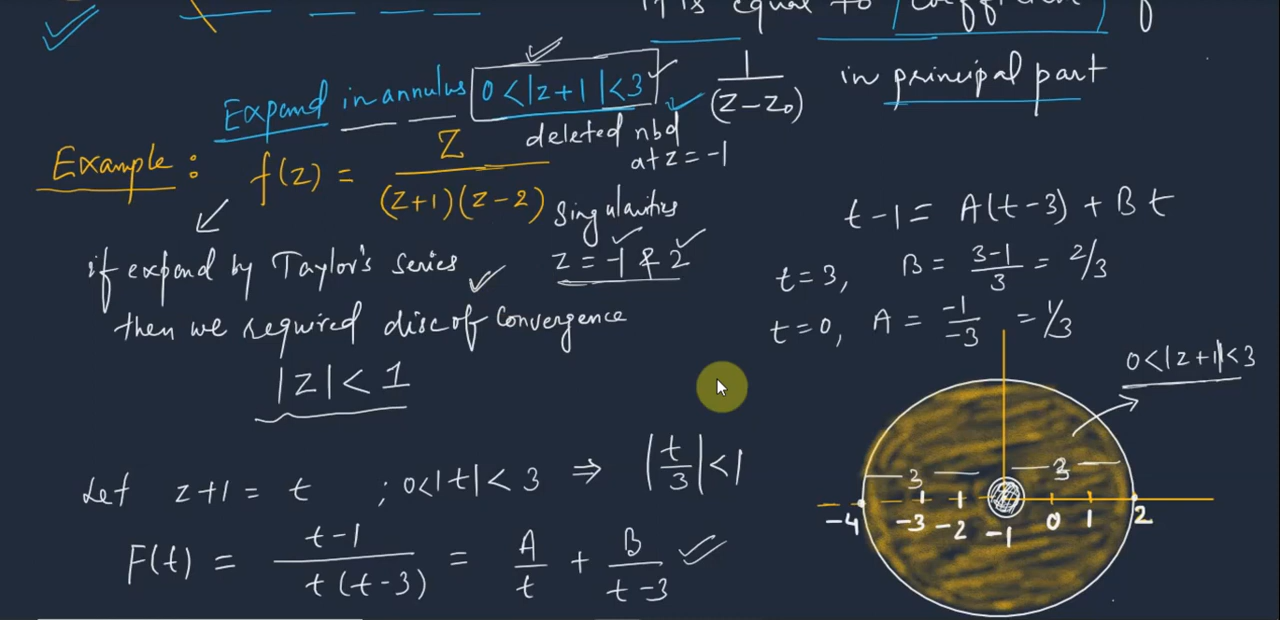 It is equal to coefficient of
1/(z-z₀) in principal part
Expand in annulus 0<|z+1|<3
deleted nbd
at z = -1
Example : f(z) = z/((z+1)(z-2))
Singularities
z = -1 & 2
if expand by Taylor's series
then we required disc of convergence
|z| < 1
t-1 = A(t-3) + Bt
t=3, B = (3-1)/3 = 2/3
t=0, A = -1/-3 = 1/3
0<|z+1|<3
Let z+1 = t ; 0<|t|<3 ⇒ |t/3|<1
F(t) = (t-1)/(t(t-3)) = A/t + B/(t-3)
3 3
-4 -3 -2 -1 0 1 2